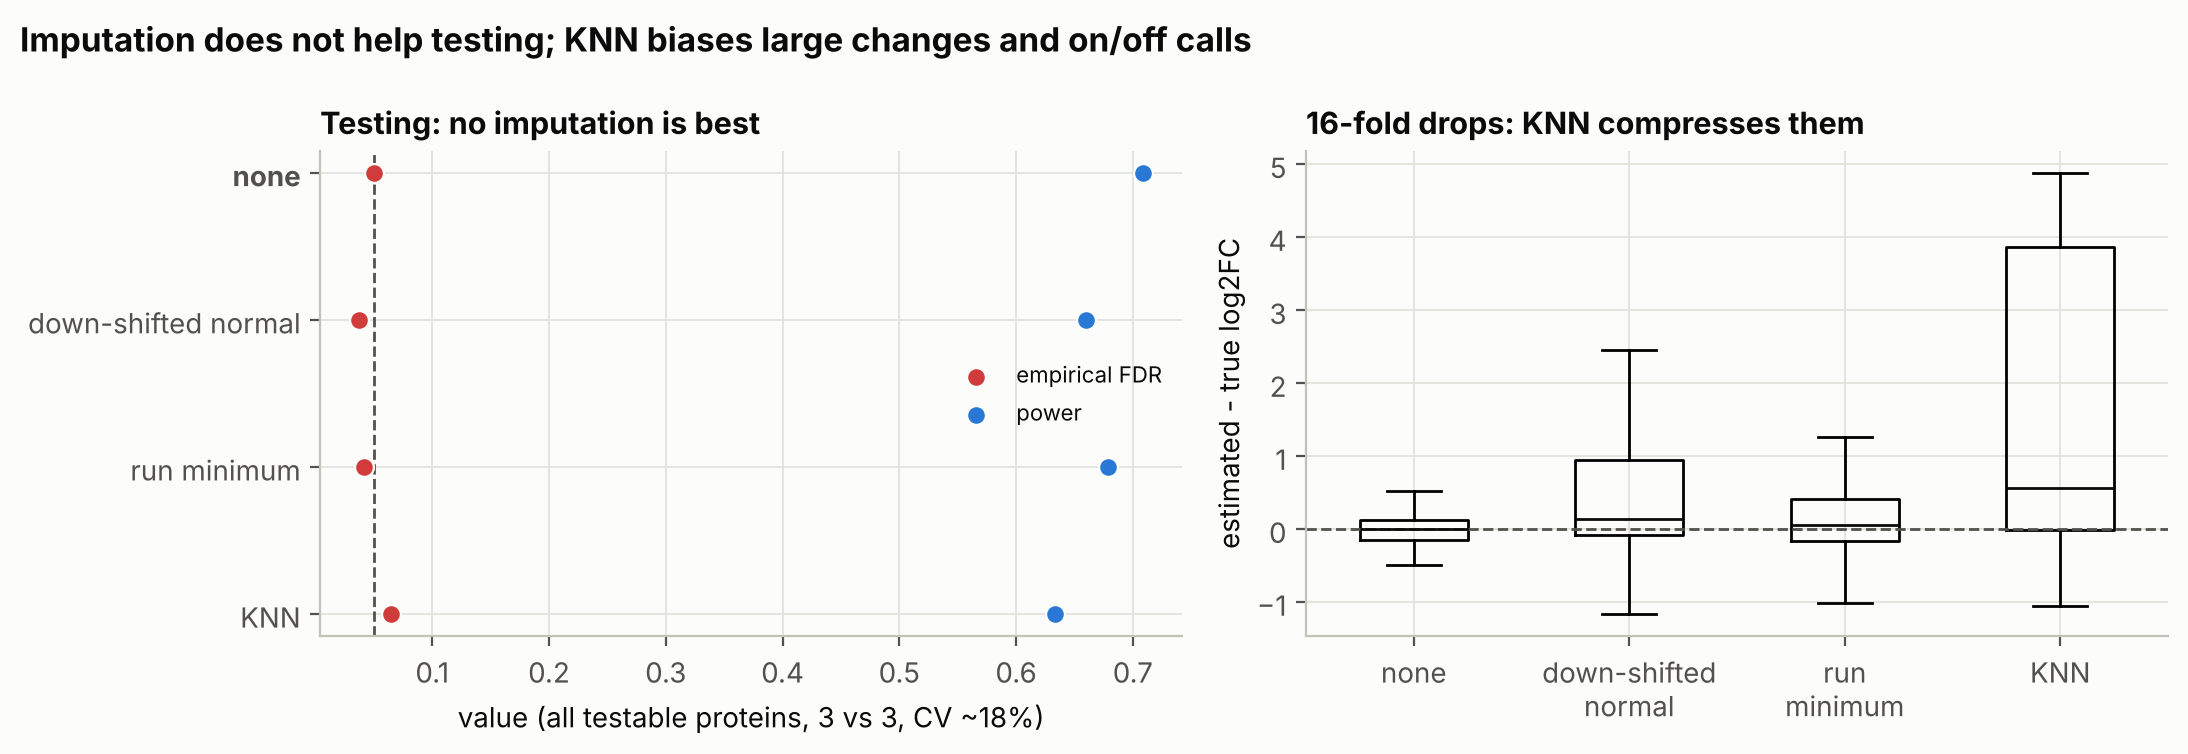 Imputation does not help testing; KNN biases large changes and on/off calls
Testing: no imputation is best
none
down-shifted normal
run minimum
KNN
empirical FDR
power
0.1 0.2 0.3 0.4 0.5 0.6 0.7
value (all testable proteins, 3 vs 3, CV ~18%)
16-fold drops: KNN compresses them
estimated - true log2FC
5
4
3
2
1
0
−1
none
down-shifted
normal
run
minimum
KNN